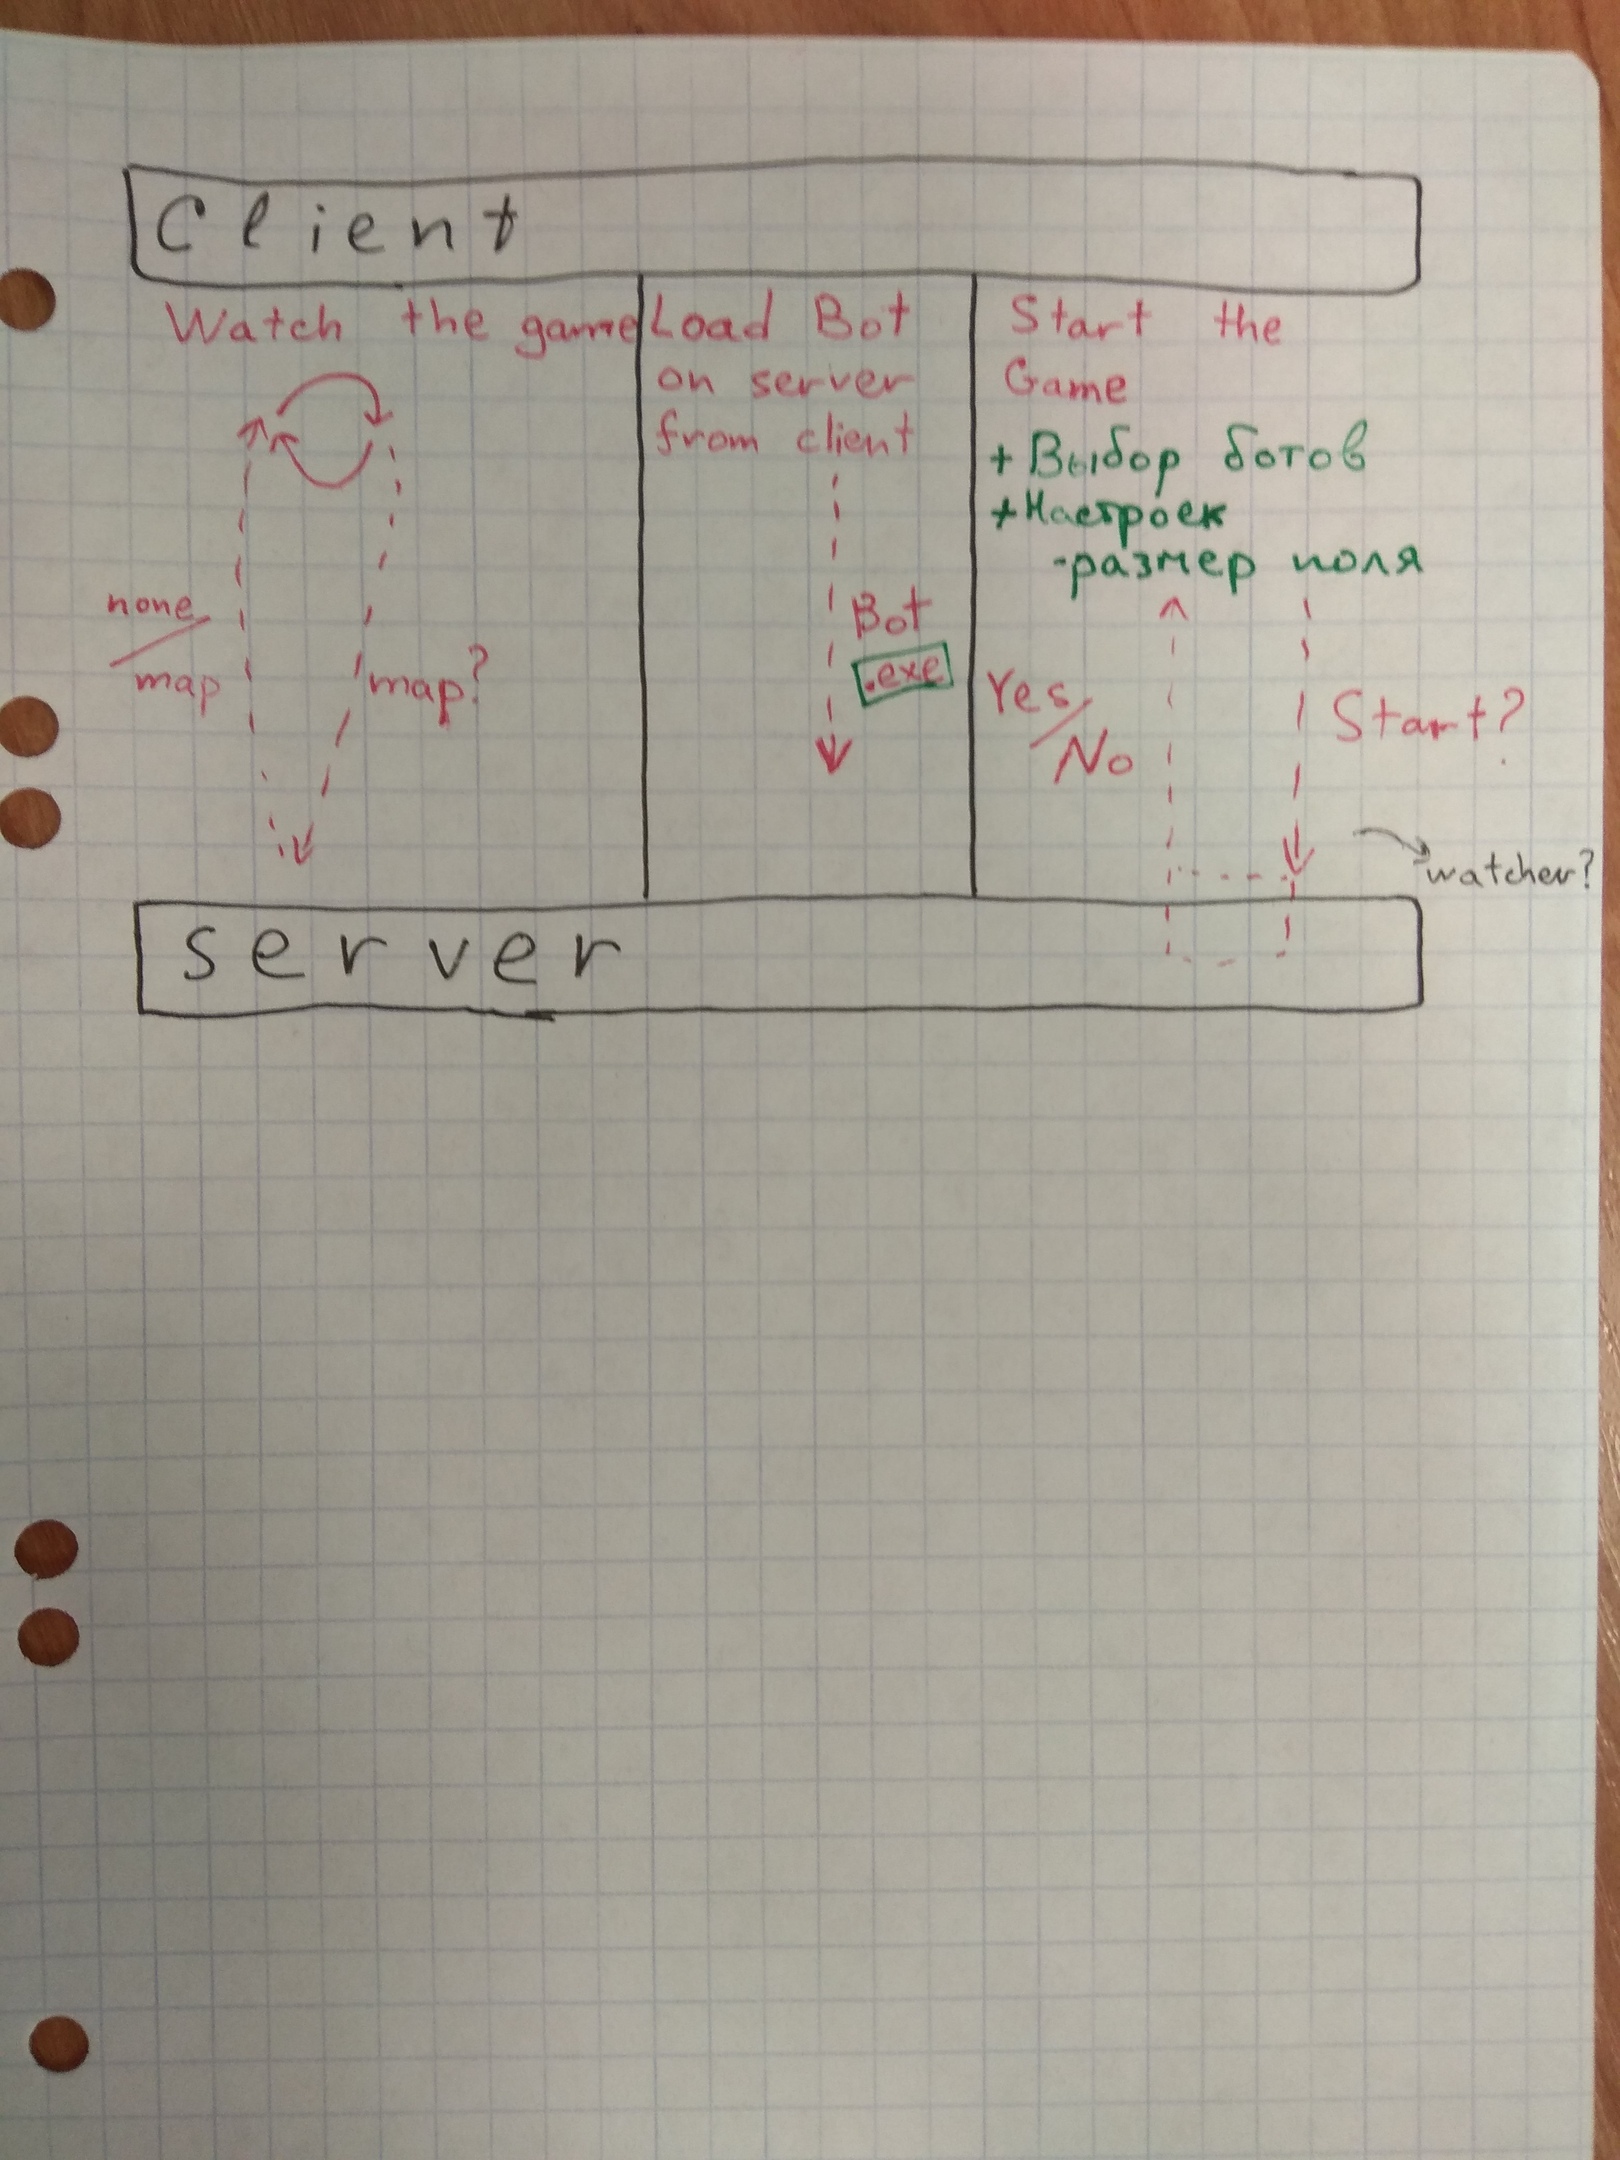 Client
Watch the game
none
/
map
map?
Load Bot
on server
from client
Bot
.exe
Start the
Game
+ Выбор ботов
+ Настроек
- размер поля
Yes
/
No
Start?
watcher?
server